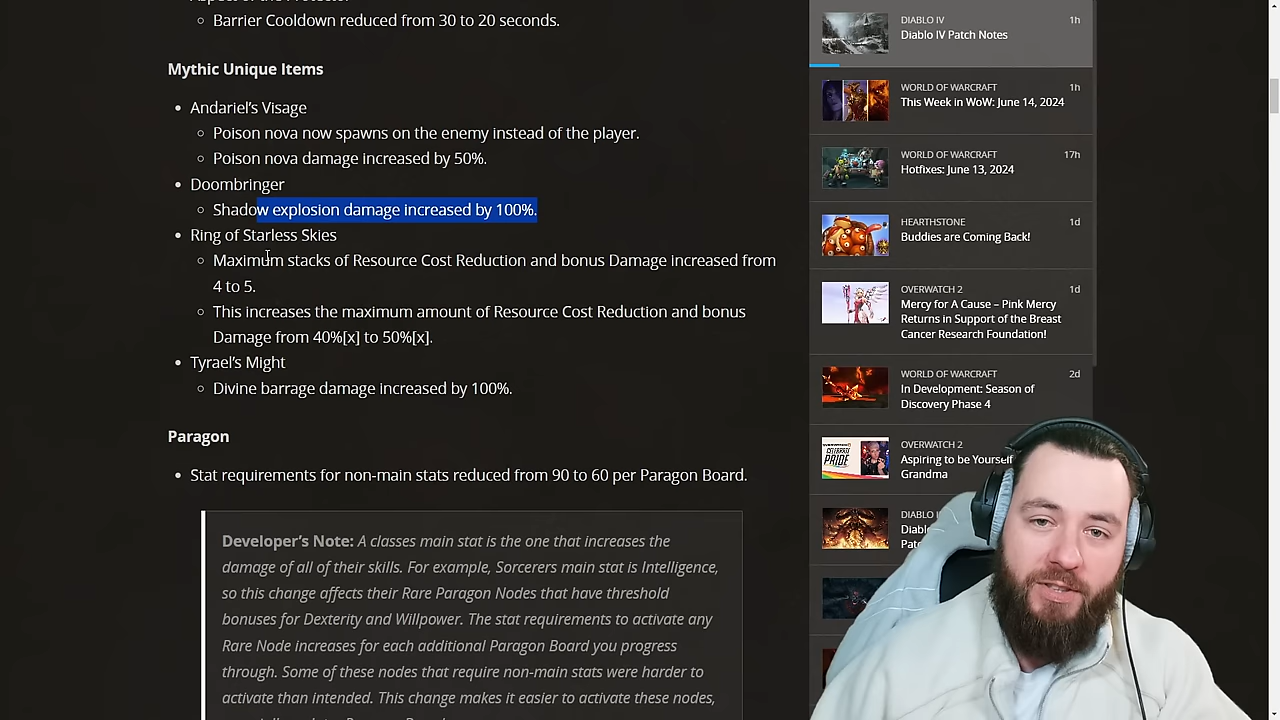 Barrier Cooldown reduced from 30 to 20 seconds.
Mythic Unique Items
Andariel's Visage
Poison nova now spawns on the enemy instead of the player.
Poison nova damage increased by 50%.
Doombringer
Shadow explosion damage increased by 100%.
Ring of Starless Skies
Maximum stacks of Resource Cost Reduction and bonus Damage increased from
4 to 5.
This increases the maximum amount of Resource Cost Reduction and bonus
Damage from 40%[x] to 50%[x].
Tyrael's Might
Divine barrage damage increased by 100%.
Paragon
Stat requirements for non-main stats reduced from 90 to 60 per Paragon Board.
Developer's Note: A classes main stat is the one that increases the
damage of all of their skills. For example, Sorcerers main stat is Intelligence,
so this change affects their Rare Paragon Nodes that have threshold
bonuses for Dexterity and Willpower. The stat requirements to activate any
Rare Node increases for each additional Paragon Board you progress
through. Some of these nodes that require non-main stats were harder to
activate than intended. This change makes it easier to activate these nodes,
DIABLO IV 1h
Diablo IV Patch Notes
WORLD OF WARCRAFT 1h
This Week in WoW: June 14, 2024
WORLD OF WARCRAFT 17h
Hotfixes: June 13, 2024
HEARTHSTONE 1d
Buddies are Coming Back!
OVERWATCH 2 1d
Mercy for A Cause – Pink Mercy
Returns in Support of the Breast
Cancer Research Foundation!
WORLD OF WARCRAFT 2d
In Development: Season of
Discovery Phase 4
OVERWATCH 2
Aspiring to be Yourself
Grandma
DIABLO I
Diablo
Patc